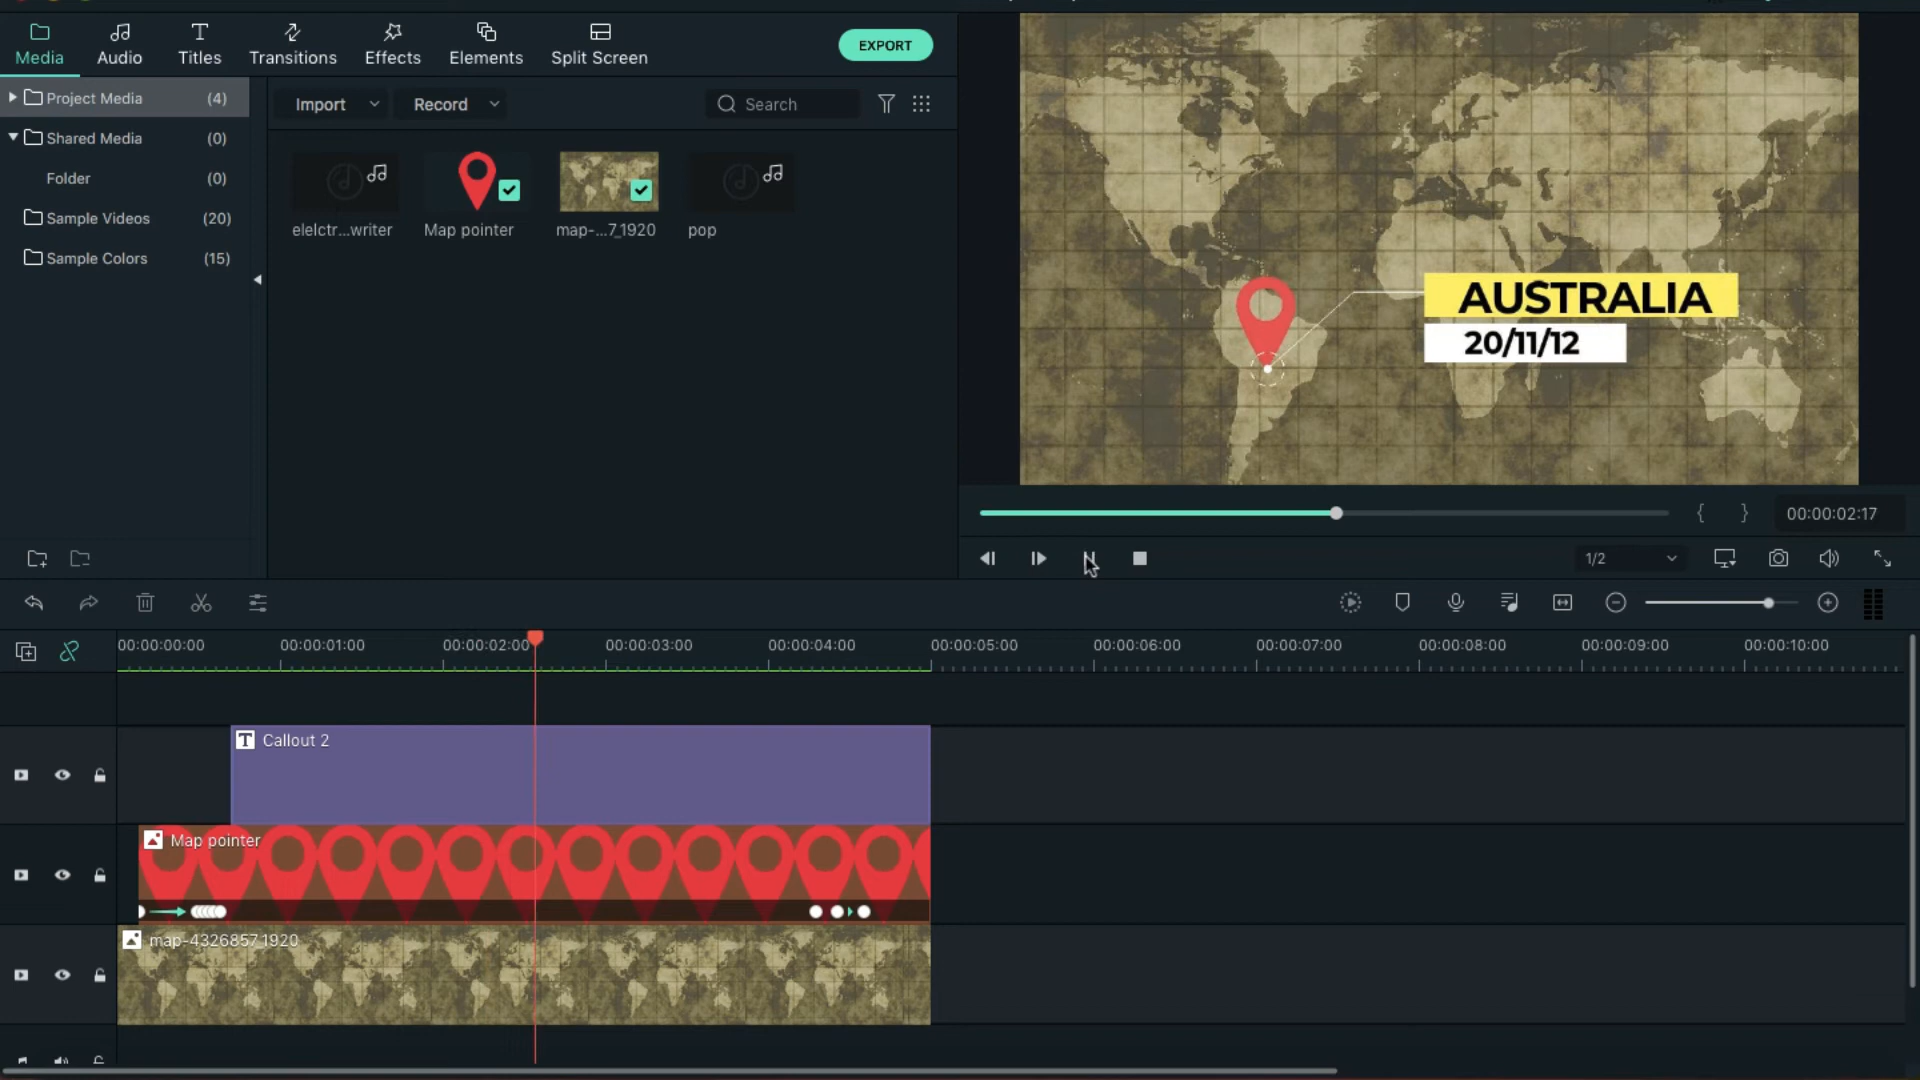 Media
Audio
Titles
Transitions
Effects
Elements
Split Screen
EXPORT
Project Media (4)
Shared Media (0)
Folder (0)
Sample Videos (20)
Sample Colors (15)
Import
Record
Search
elelctr...writer
Map pointer
map-...7_1920
pop
AUSTRALIA
20/11/12
{ } 00:00:02:17
1/2
00:00:00:00 00:00:01:00 00:00:02:00 00:00:03:00 00:00:04:00 00:00:05:00 00:00:06:00 00:00:07:00 00:00:08:00 00:00:09:00 00:00:10:00
T Callout 2
Map pointer
map-4326857_1920